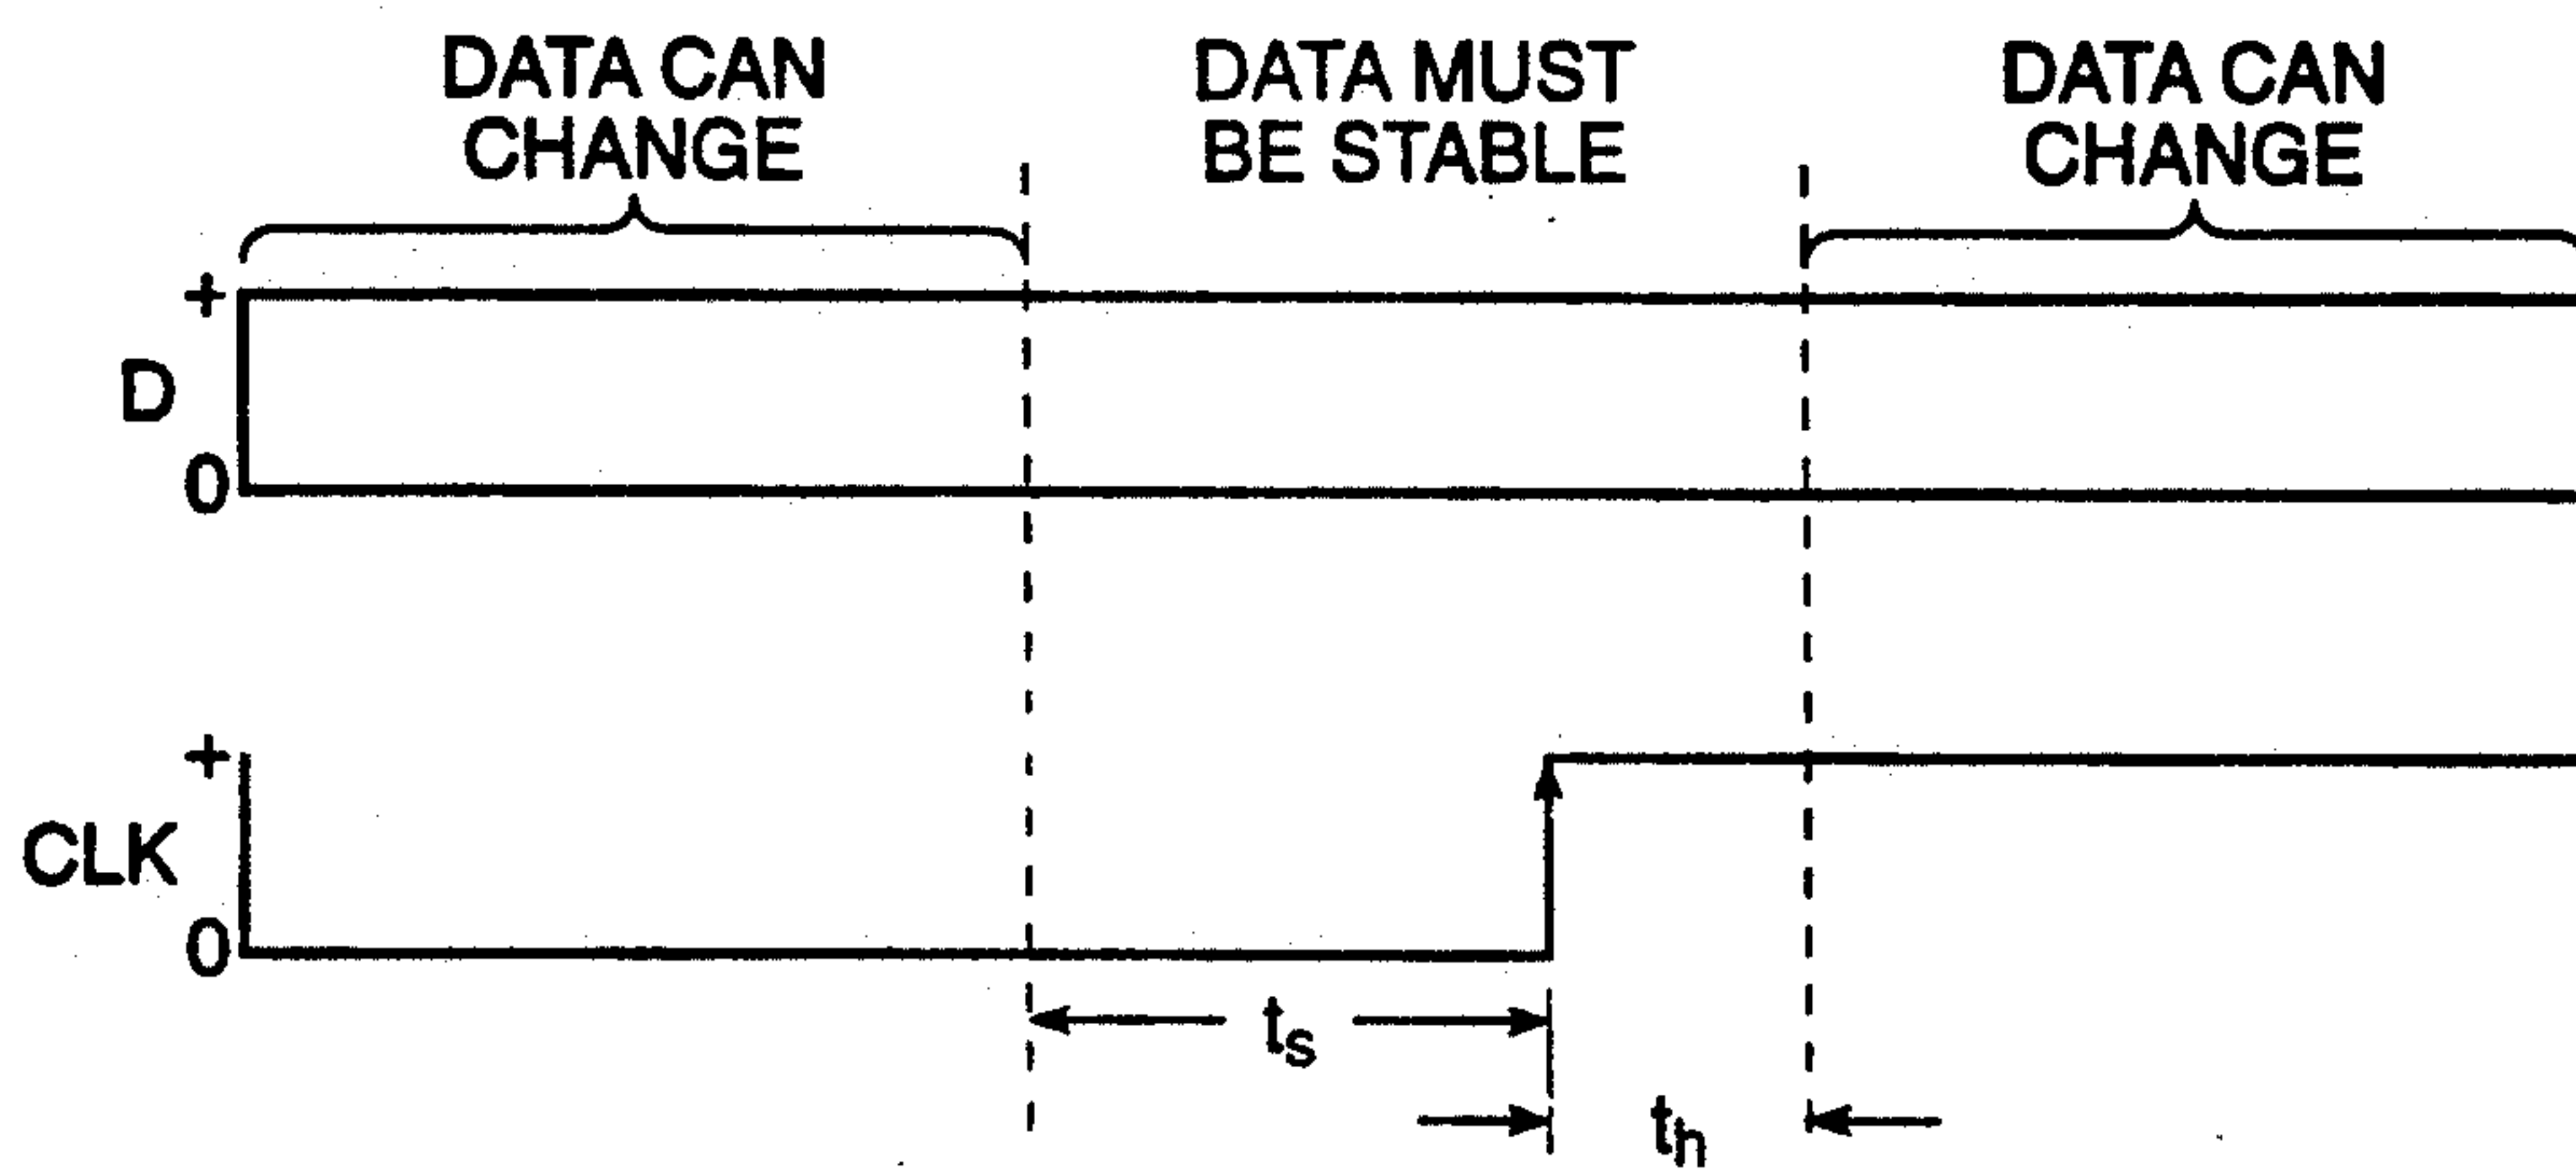 DATA CAN
CHANGE
DATA MUST
BE STABLE
DATA CAN
CHANGE
+
D
0
+
CLK
0
ts
th